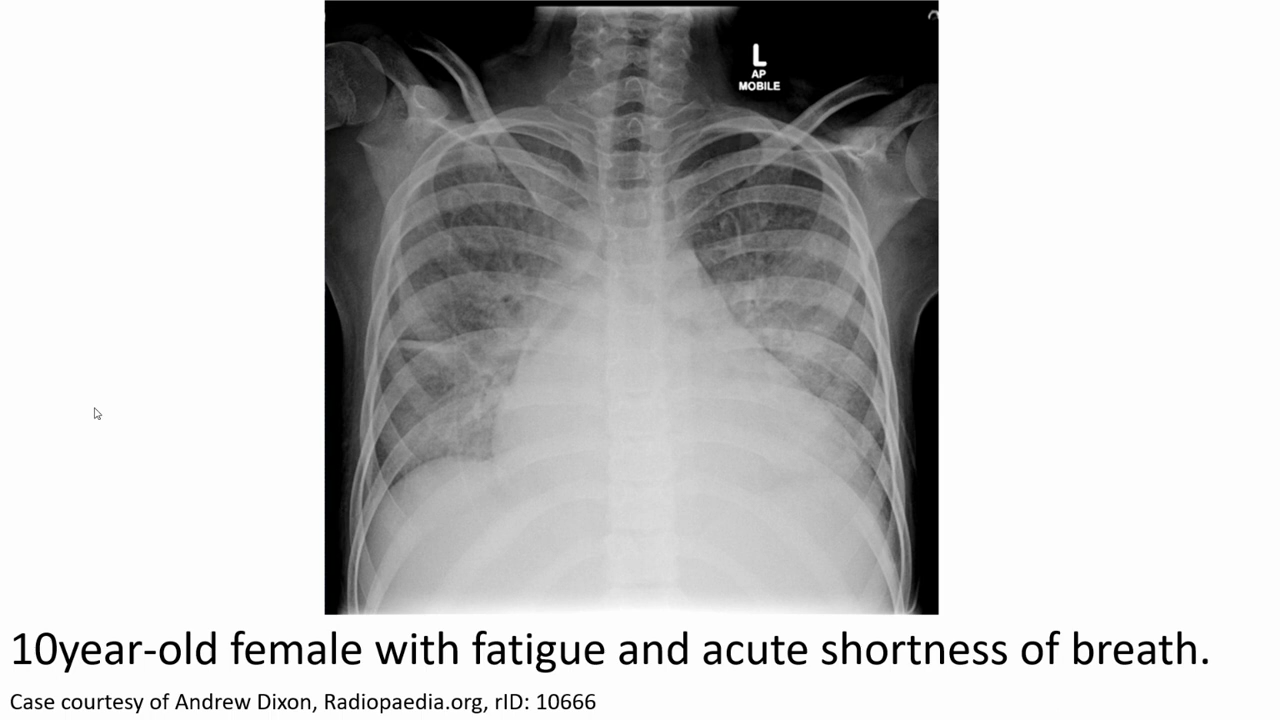 L
AP
MOBILE
10year-old female with fatigue and acute shortness of breath.
Case courtesy of Andrew Dixon, Radiopaedia.org, rID: 10666